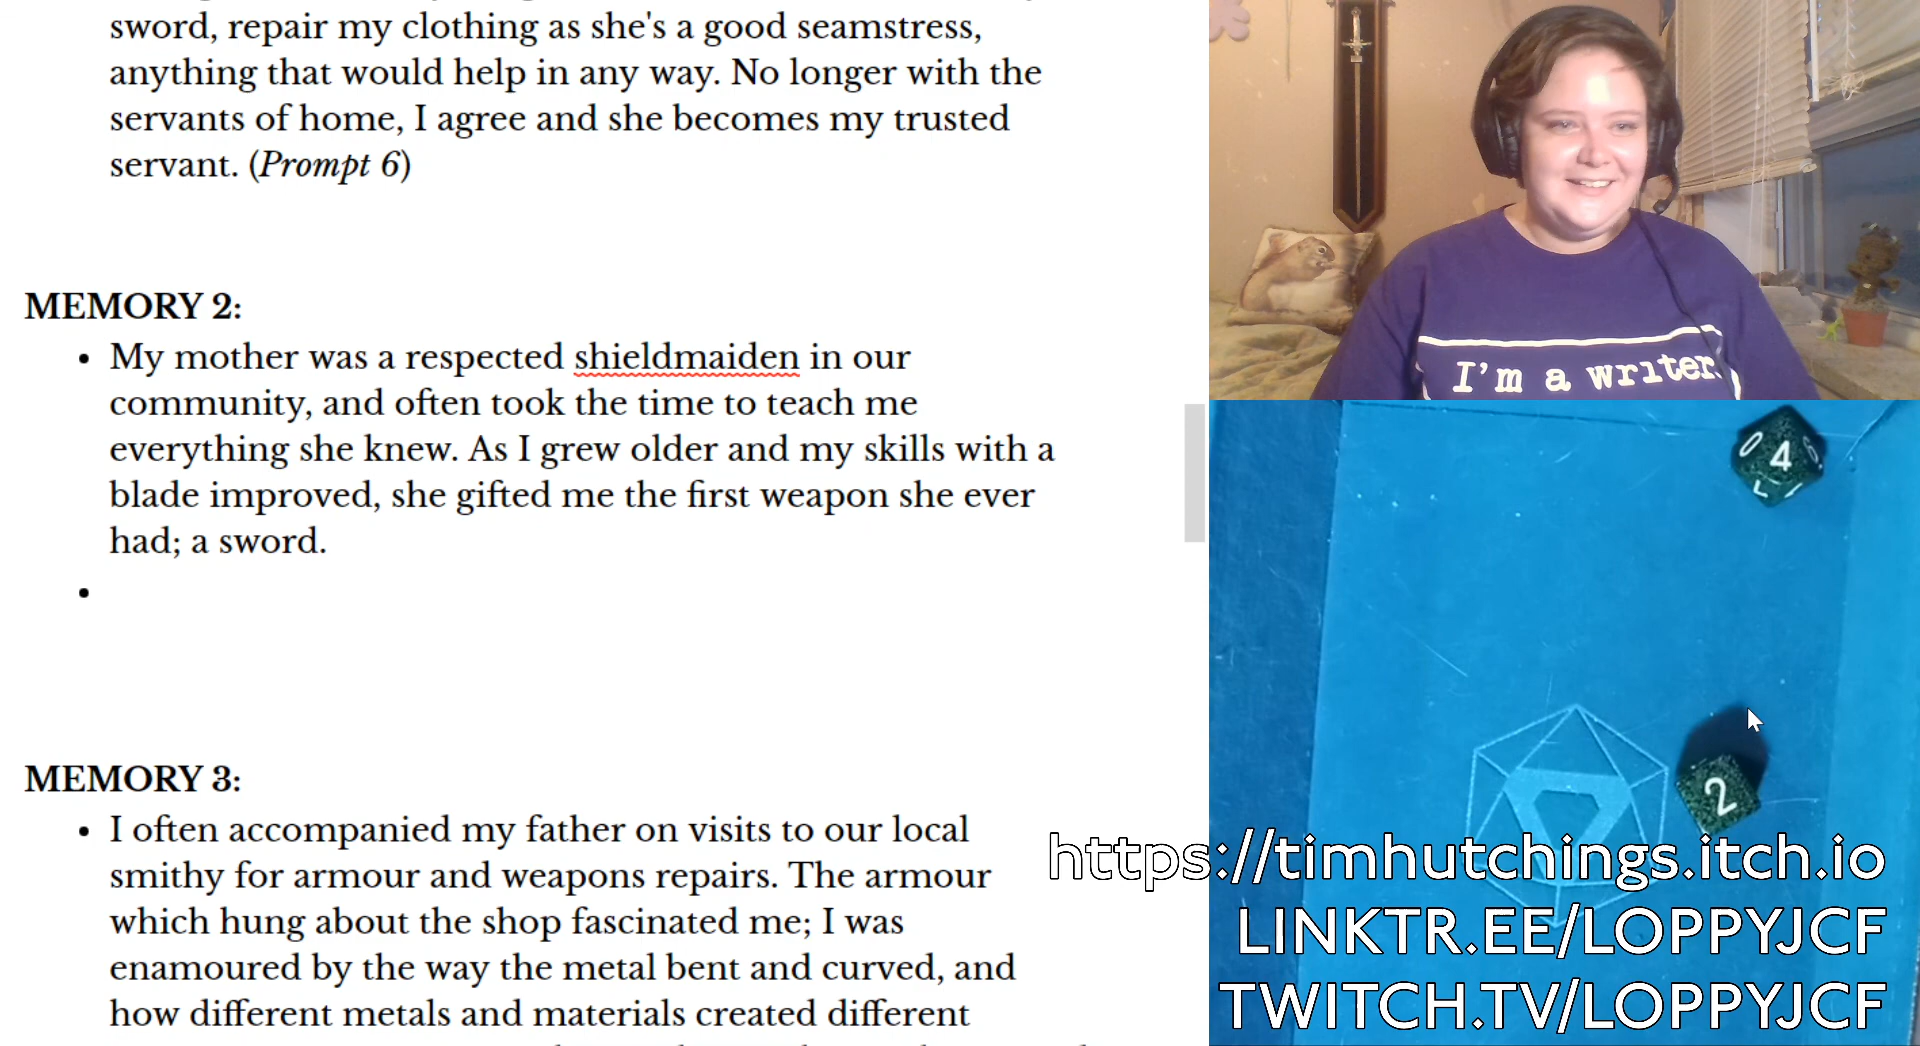 sword, repair my clothing as she's a good seamstress,
anything that would help in any way. No longer with the
servants of home, I agree and she becomes my trusted
servant. (Prompt 6)
MEMORY 2:
• My mother was a respected shieldmaiden in our
community, and often took the time to teach me
everything she knew. As I grew older and my skills with a
blade improved, she gifted me the first weapon she ever
had; a sword.
•
MEMORY 3:
• I often accompanied my father on visits to our local
smithy for armour and weapons repairs. The armour
which hung about the shop fascinated me; I was
enamoured by the way the metal bent and curved, and
how different metals and materials created different
I'm a writer
4
2
https://timhutchings.itch.io
LINKTR.EE/LOPPYJCF
TWITCH.TV/LOPPYJCF